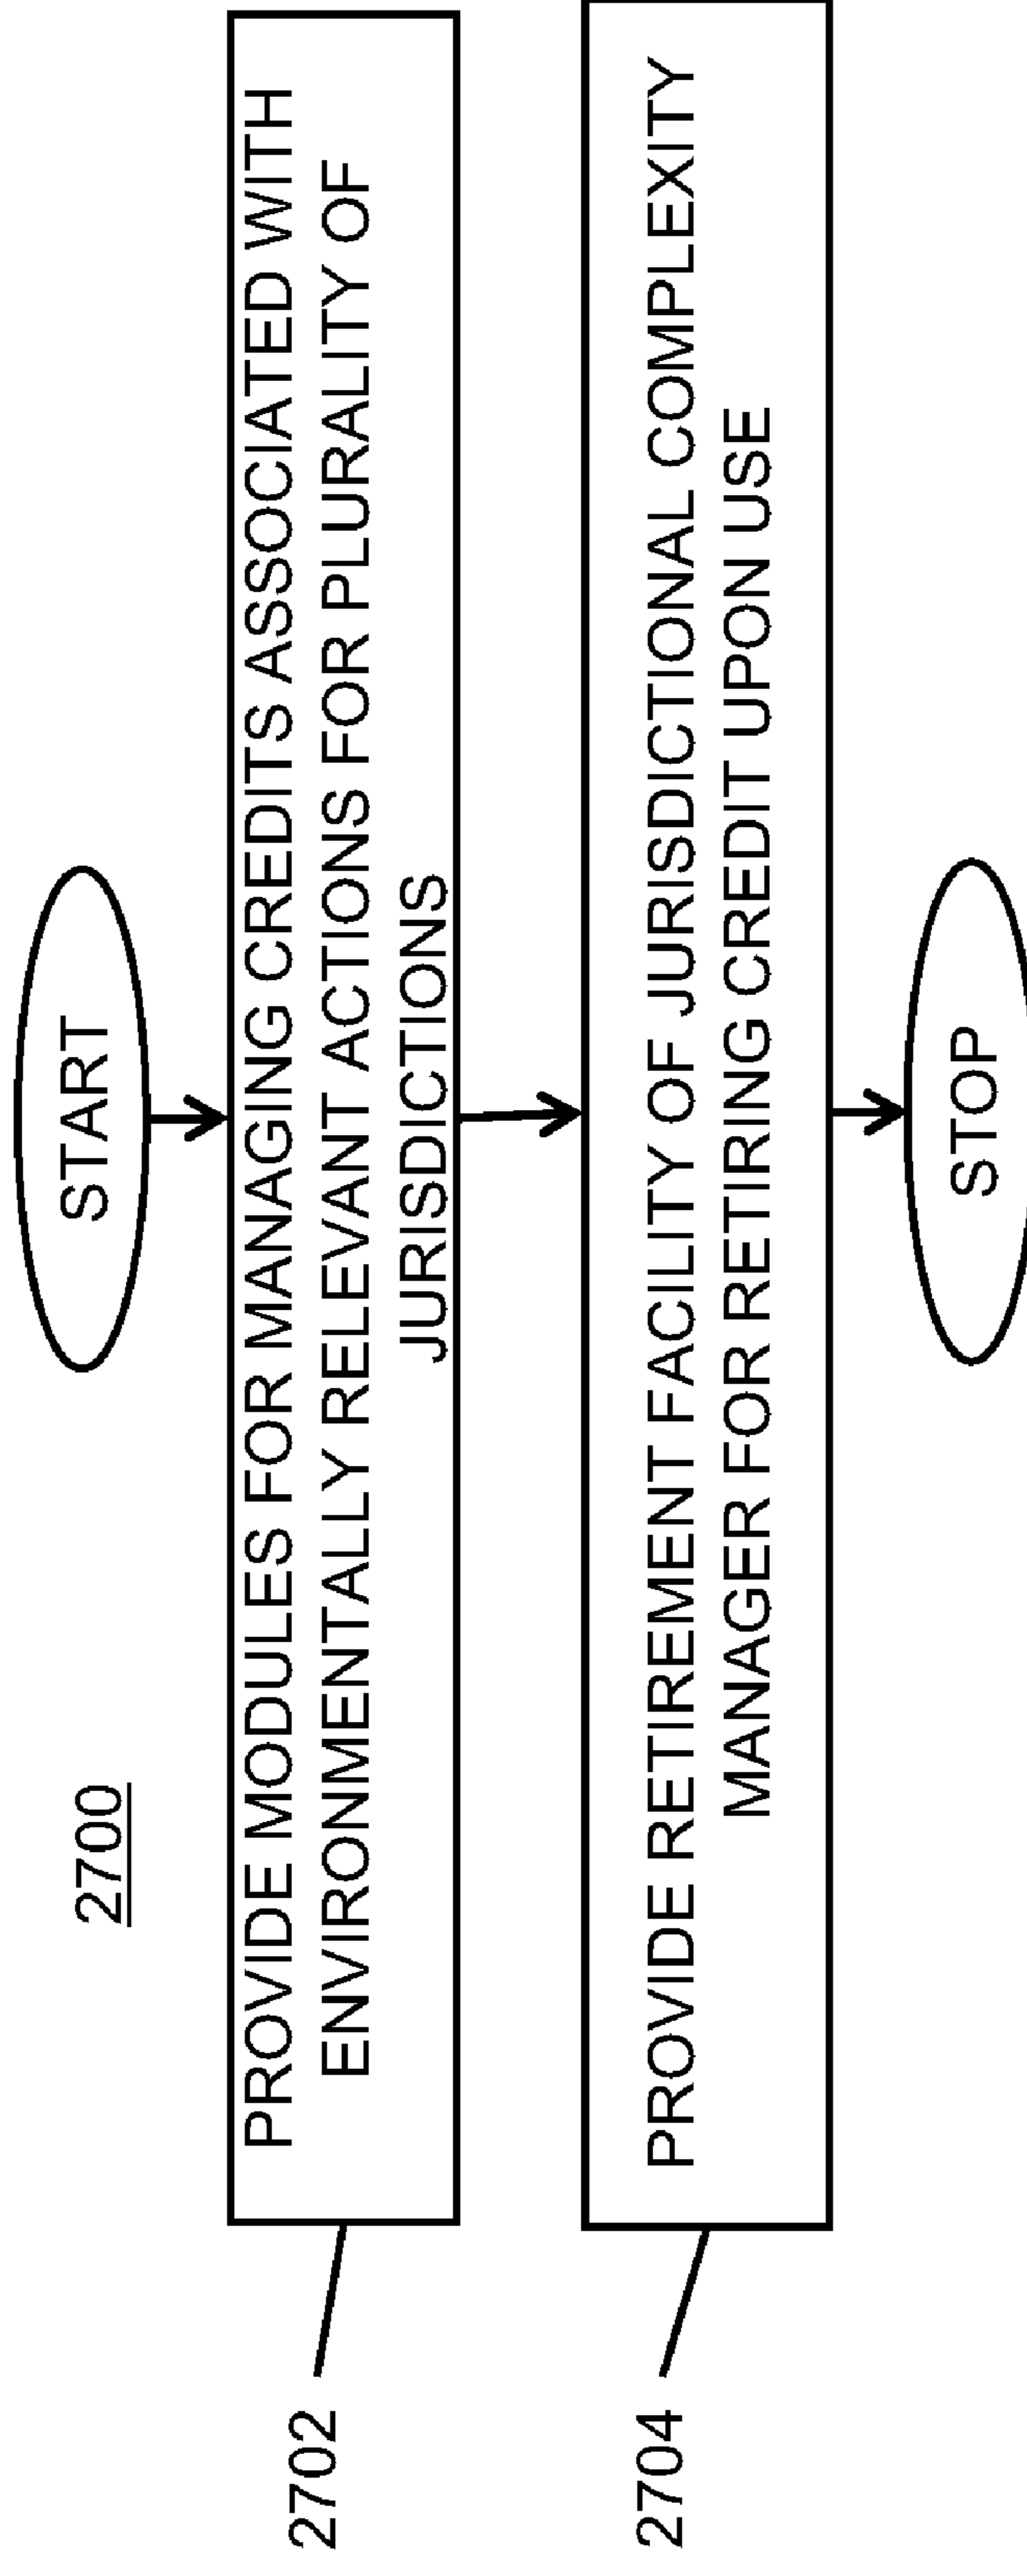 2700
START
2702
PROVIDE MODULES FOR MANAGING CREDITS ASSOCIATED WITH
ENVIRONMENTALLY RELEVANT ACTIONS FOR PLURALITY OF
JURISDICTIONS
2704
PROVIDE RETIREMENT FACILITY OF JURISDICTIONAL COMPLEXITY
MANAGER FOR RETIRING CREDIT UPON USE
STOP